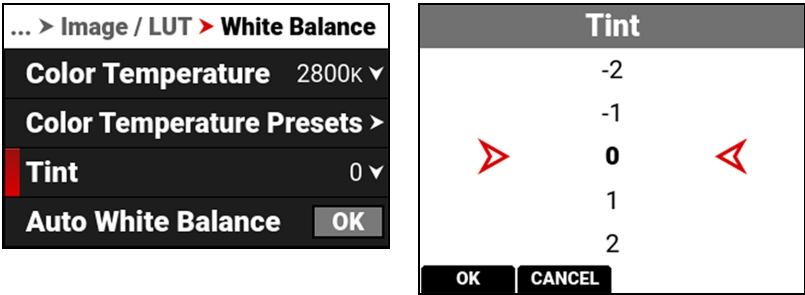 ... > Image / LUT > White Balance
Color Temperature 2800K
Color Temperature Presets >
Tint 0
Auto White Balance OK
Tint
-2
-1
0
1
2
OK CANCEL